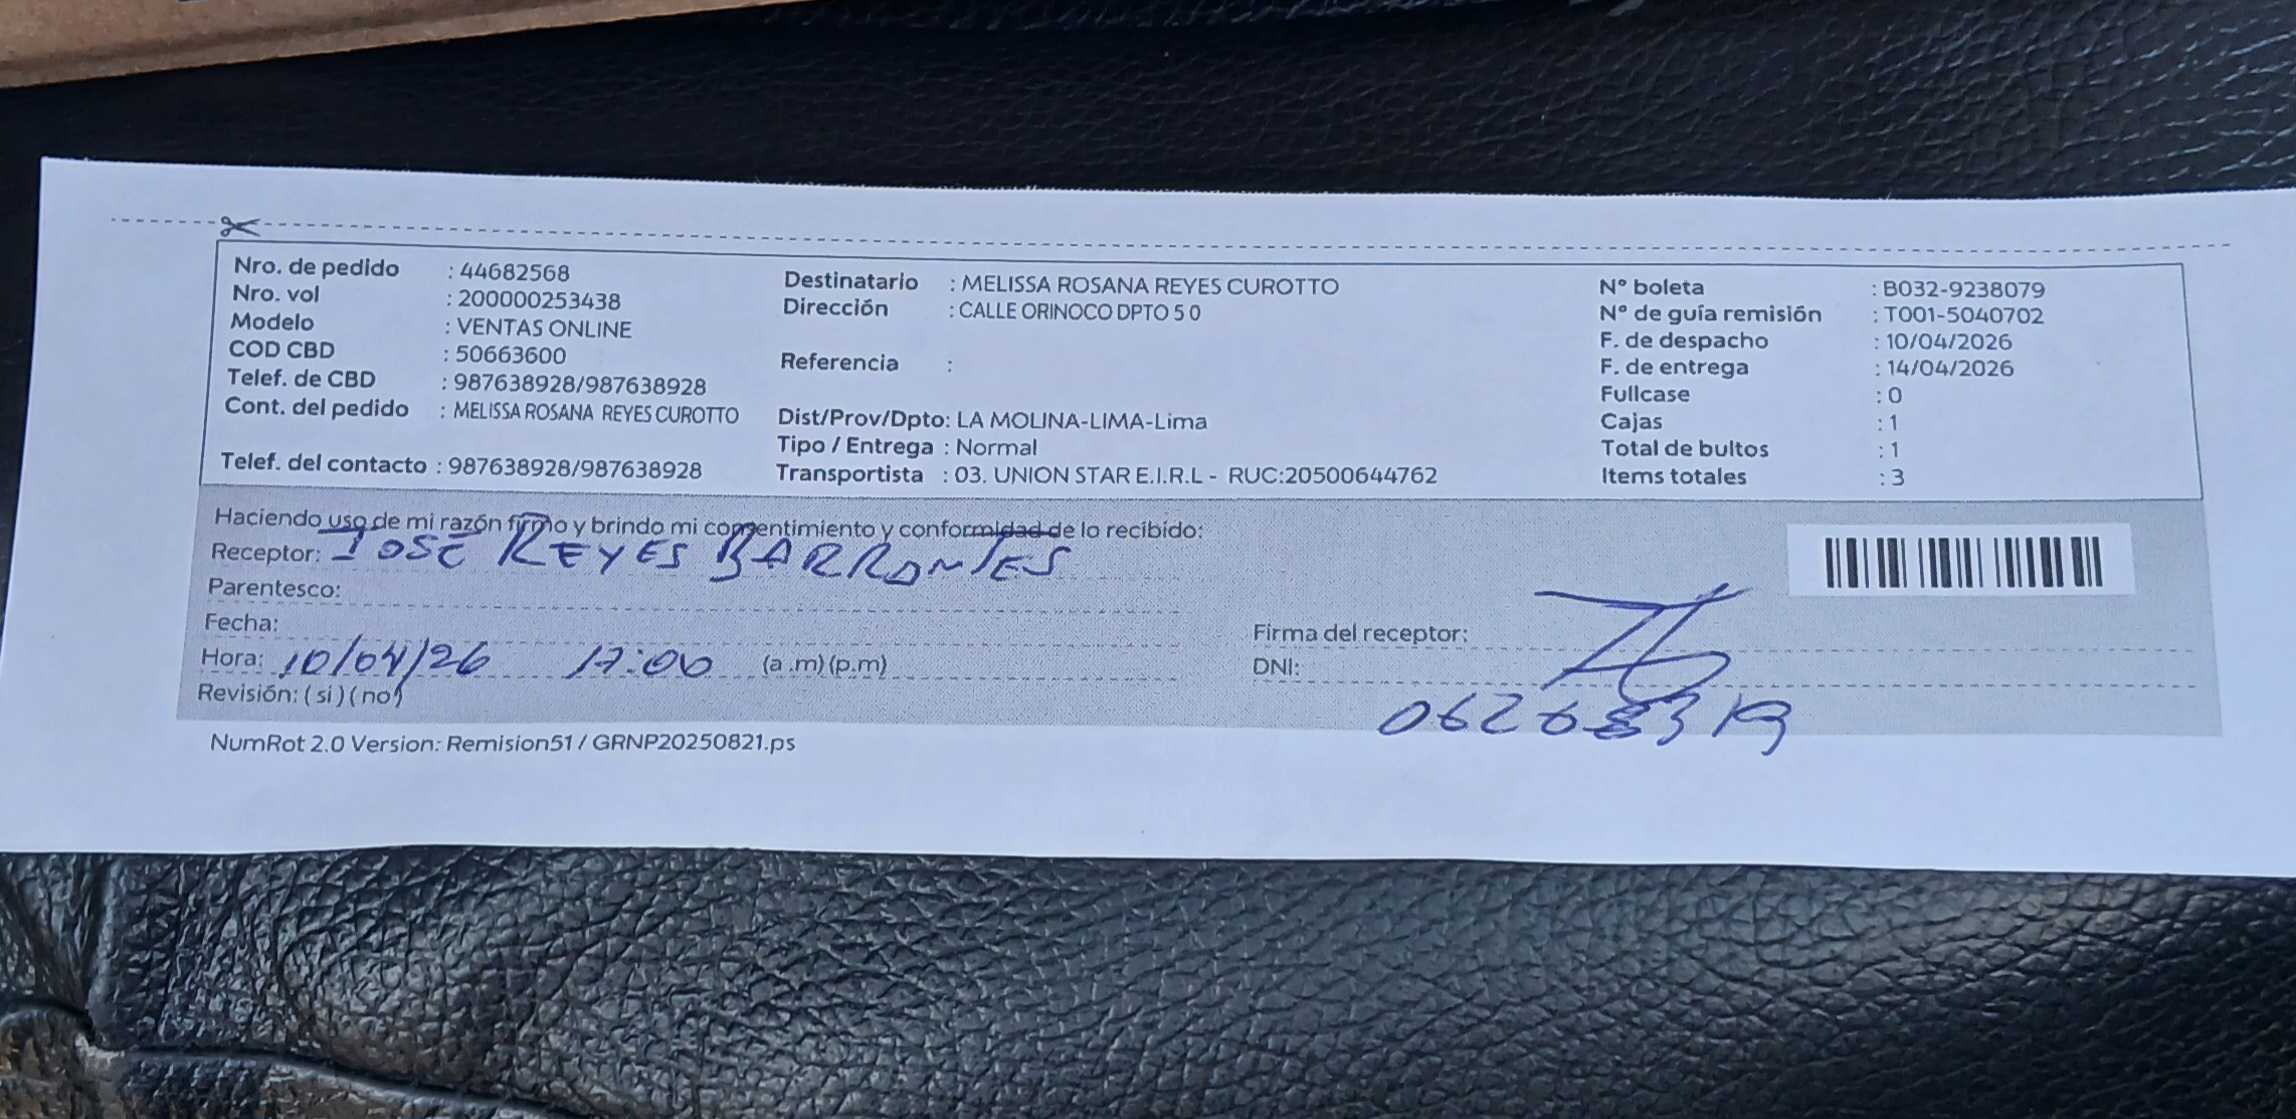 Nro. de pedido : 44682568
Nro. vol : 200000253438
Modelo : VENTAS ONLINE
COD CBD : 50663600
Telef. de CBD : 987638928/987638928
Cont. del pedido : MELISSA ROSANA REYES CUROTTO
Telef. del contacto : 987638928/987638928
Destinatario : MELISSA ROSANA REYES CUROTTO
Dirección : CALLE ORINOCO DPTO 5 0
Referencia :
Dist/Prov/Dpto: LA MOLINA-LIMA-Lima
Tipo / Entrega : Normal
Transportista : 03. UNION STAR E.I.R.L - RUC:20500644762
N° boleta : B032-9238079
N° de guía remisión : T001-5040702
F. de despacho : 10/04/2026
F. de entrega : 14/04/2026
Fullcase : 0
Cajas : 1
Total de bultos : 1
Items totales : 3
Haciendo uso de mi razón firmo y brindo mi consentimiento y conformidad de lo recibido:
Receptor: JOSE REYES BARRANTES
Parentesco:
Fecha:
Hora: 10/04/26 17:00 (a .m) (p.m)
Revisión: ( si ) ( no )
Firma del receptor:
DNI:
NumRot 2.0 Version: Remision51 / GRNP20250821.ps